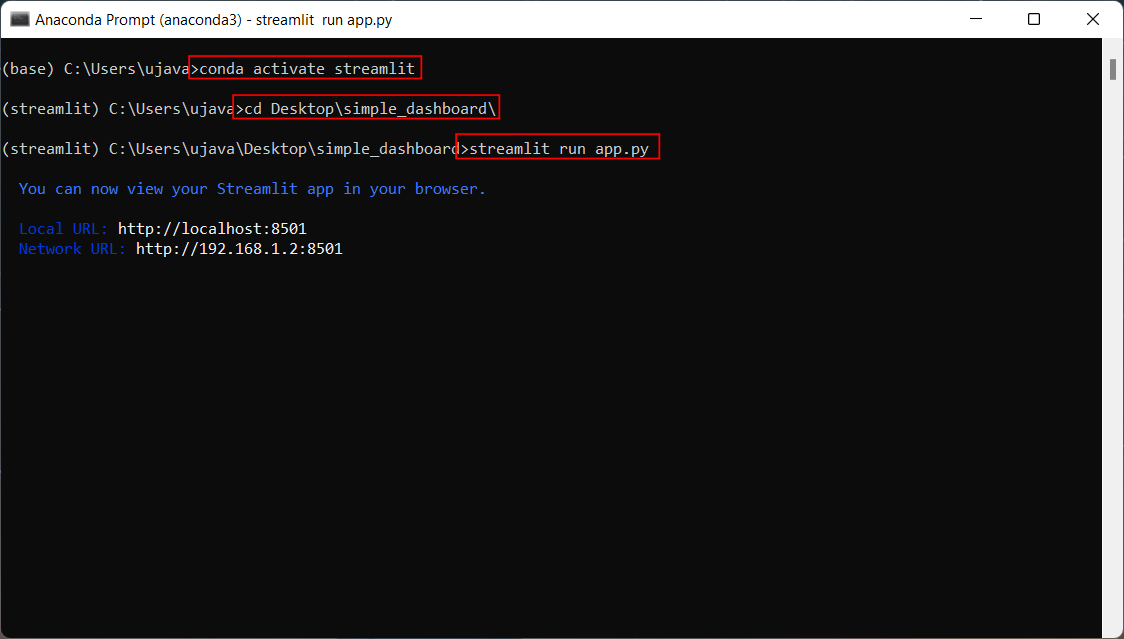 Anaconda Prompt (anaconda3) - streamlit  run app.py
(base) C:\Users\ujava>conda activate streamlit
(streamlit) C:\Users\ujava>cd Desktop\simple_dashboard\
(streamlit) C:\Users\ujava\Desktop\simple_dashboard>streamlit run app.py
You can now view your Streamlit app in your browser.
Local URL: http://localhost:8501
Network URL: http://192.168.1.2:8501